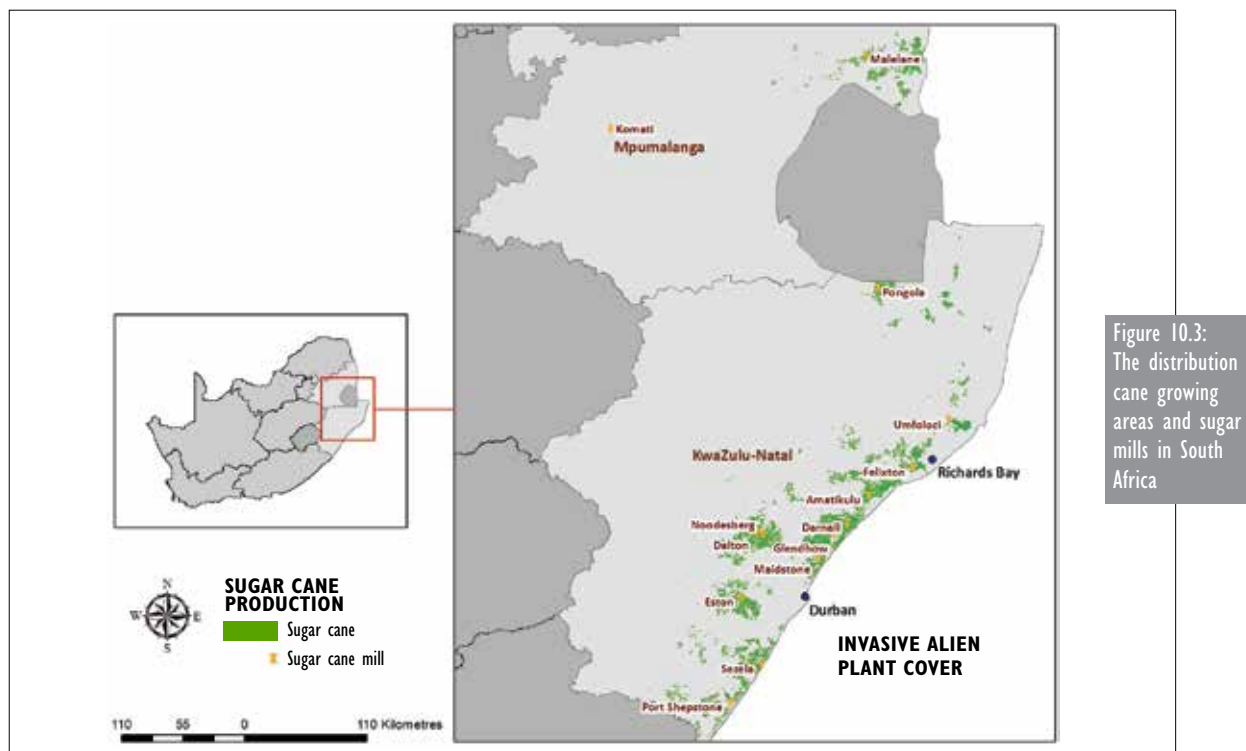 Malelane
Komati
Mpumalanga
Pongola
Umfolozi
KwaZulu-Natal
Felixton
Richards Bay
Amatikulu
Noodesberg
Darnall
Dalton
Glendhow
Maidstone
Eston
Durban
Sezela
Port Shepstone
INVASIVE ALIEN
PLANT COVER
N
W
E
S
SUGAR CANE
PRODUCTION
Sugar cane
Sugar cane mill
110 55 0 110 Kilometres
Figure 10.3:
The distribution
cane growing
areas and sugar
mills in South
Africa